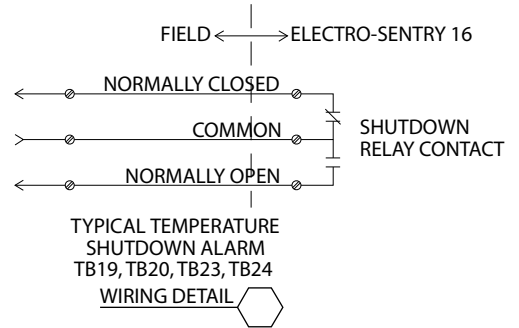 FIELD ELECTRO-SENTRY 16
NORMALLY CLOSED
COMMON
SHUTDOWN
RELAY CONTACT
NORMALLY OPEN
TYPICAL TEMPERATURE
SHUTDOWN ALARM
TB19, TB20, TB23, TB24
WIRING DETAIL